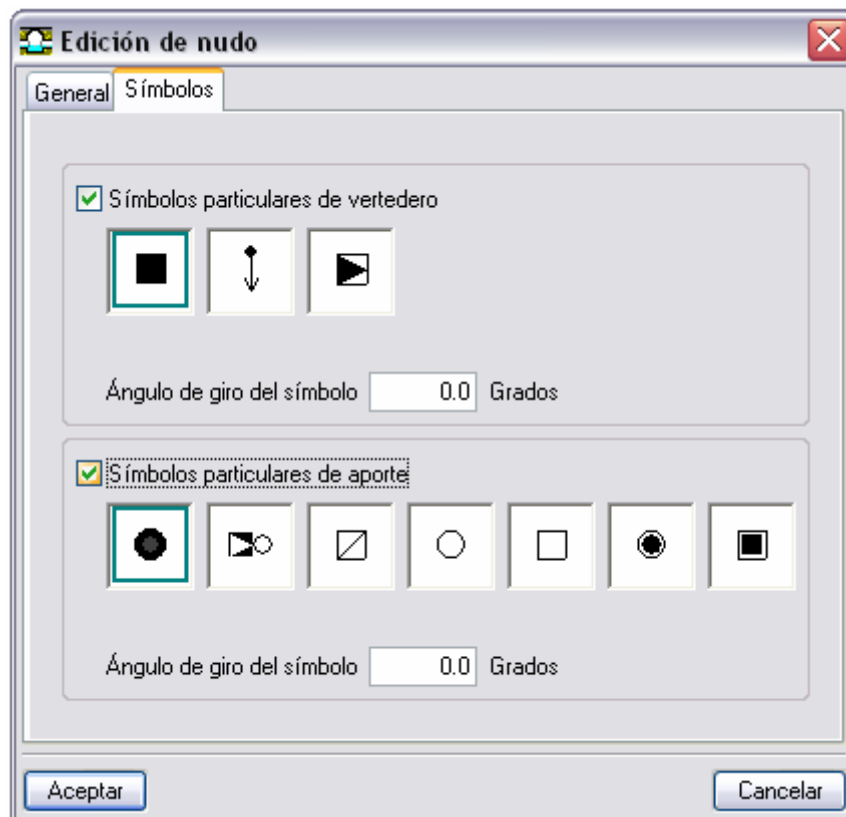 Edición de nudo
General Símbolos
Símbolos particulares de vertedero
Ángulo de giro del símbolo 0.0 Grados
Símbolos particulares de aporte
Ángulo de giro del símbolo 0.0 Grados
Aceptar Cancelar